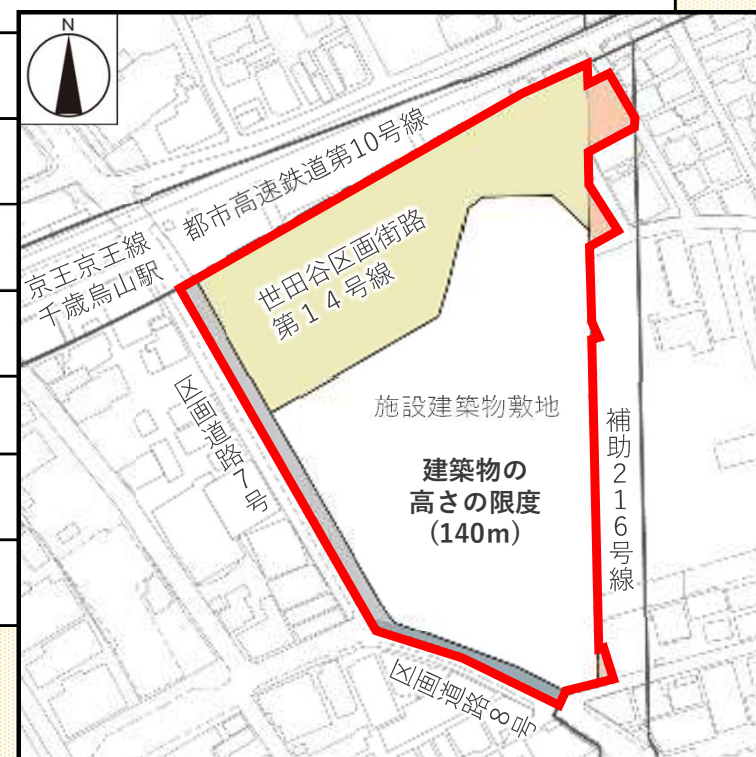 N
都市高速鉄道第10号線
京王京王線
千歳烏山駅
世田谷区画街路
第１４号線
区画道路7号
施設建築物敷地
建築物の
高さの限度
(140m)
補助216号線
区画道路8号